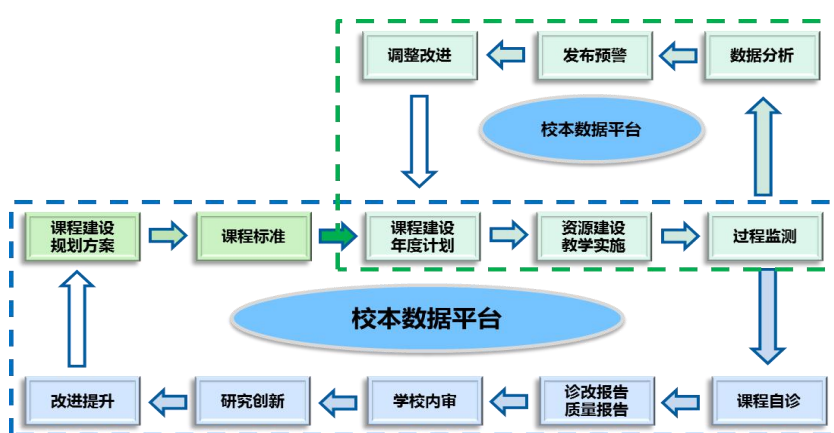 调整改进
发布预警
数据分析
校本数据平台
课程建设
规划方案
课程标准
课程建设
年度计划
资源建设
教学实施
过程监测
校本数据平台
改进提升
研究创新
学校内审
诊改报告
质量报告
课程自诊